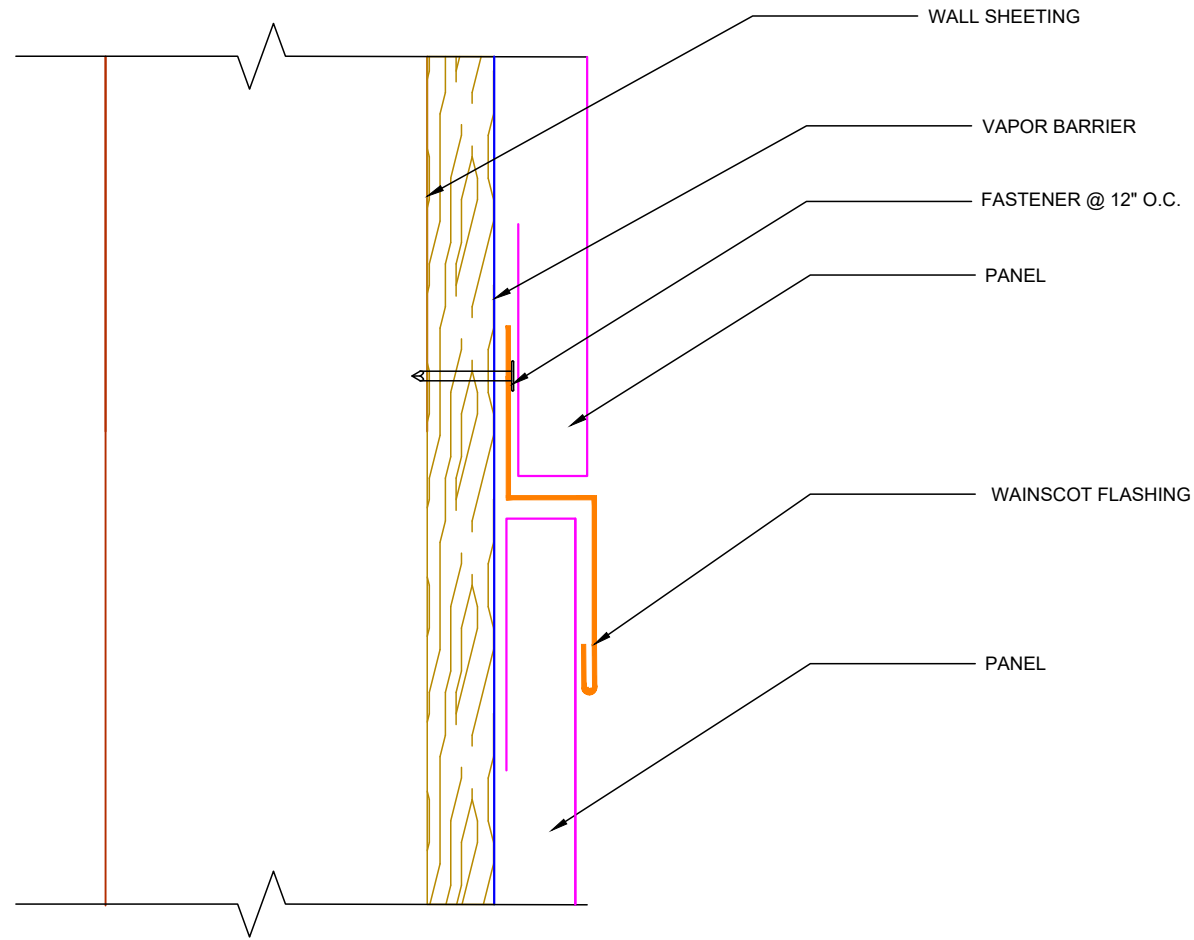 WALL SHEETING
VAPOR BARRIER
FASTENER @ 12" O.C.
PANEL
WAINSCOT FLASHING
PANEL